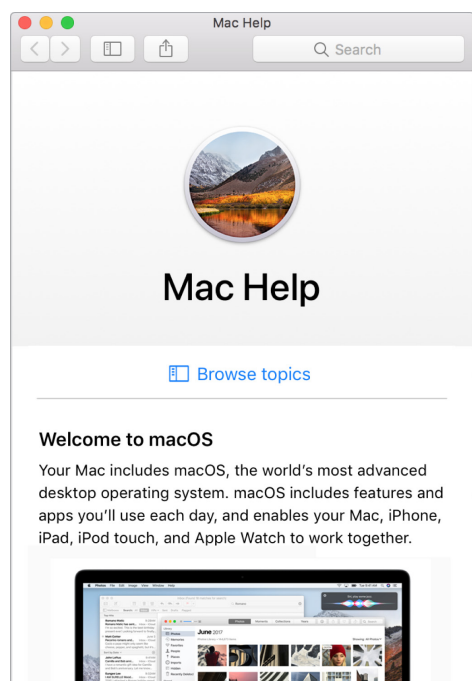 Mac Help
Search
Mac Help
Browse topics
Welcome to macOS
Your Mac includes macOS, the world’s most advanced
desktop operating system. macOS includes features and
apps you’ll use each day, and enables your Mac, iPhone,
iPad, iPod touch, and Apple Watch to work together.
June 2017